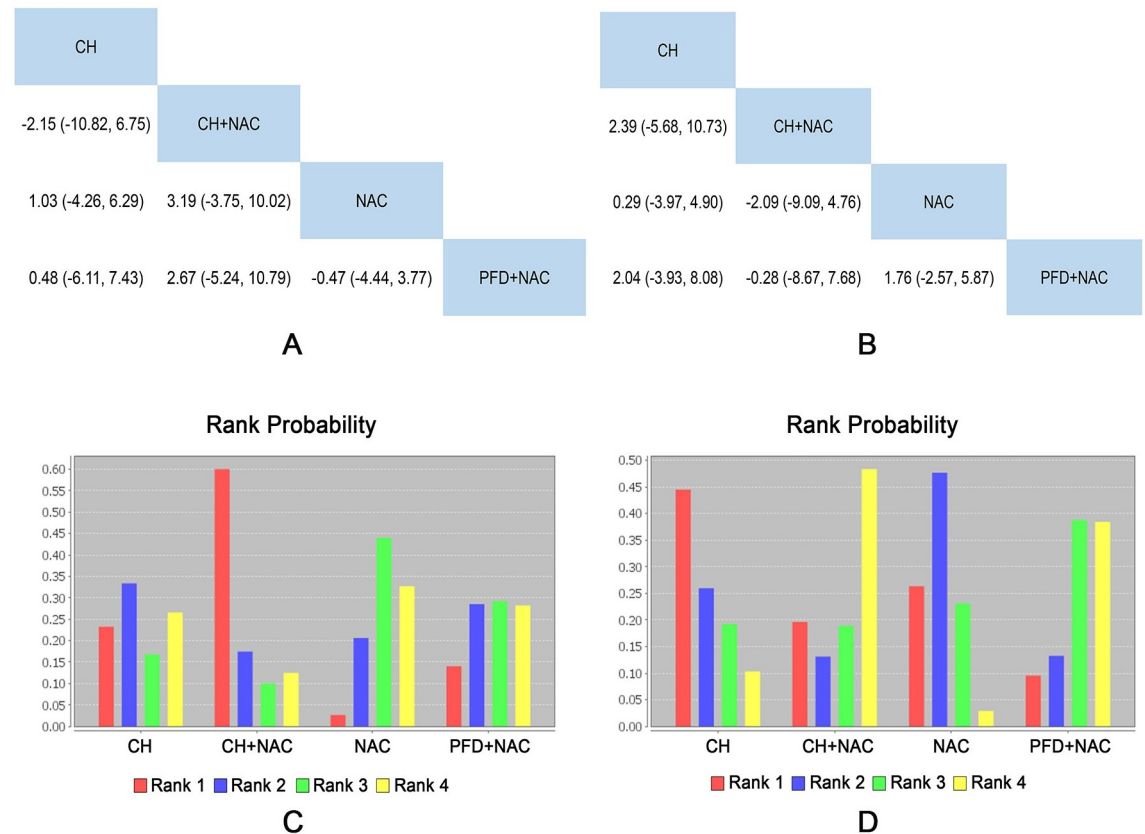 CH
-2.15 (-10.82, 6.75) CH+NAC
1.03 (-4.26, 6.29) 3.19 (-3.75, 10.02) NAC
0.48 (-6.11, 7.43) 2.67 (-5.24, 10.79) -0.47 (-4.44, 3.77) PFD+NAC
A
CH
2.39 (-5.68, 10.73) CH+NAC
0.29 (-3.97, 4.90) -2.09 (-9.09, 4.76) NAC
2.04 (-3.93, 8.08) -0.28 (-8.67, 7.68) 1.76 (-2.57, 5.87) PFD+NAC
B
Rank Probability
0.60
0.55
0.50
0.45
0.40
0.35
0.30
0.25
0.20
0.15
0.10
0.05
0.00
CH CH+NAC NAC PFD+NAC
Rank 1 Rank 2 Rank 3 Rank 4
C
Rank Probability
0.50
0.45
0.40
0.35
0.30
0.25
0.20
0.15
0.10
0.05
0.00
CH CH+NAC NAC PFD+NAC
Rank 1 Rank 2 Rank 3 Rank 4
D